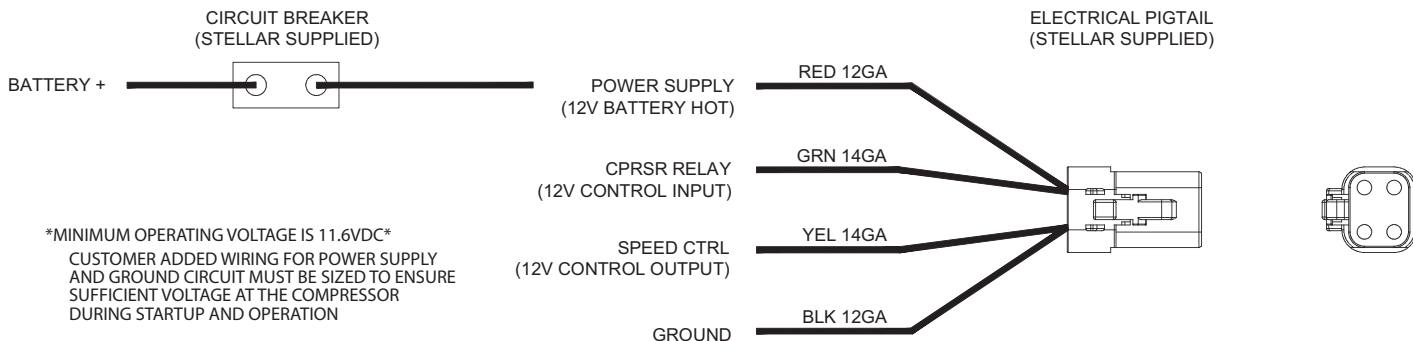 CIRCUIT BREAKER
(STELLAR SUPPLIED)
ELECTRICAL PIGTAIL
(STELLAR SUPPLIED)
BATTERY +
POWER SUPPLY
(12V BATTERY HOT)
RED 12GA
CPRSR RELAY
(12V CONTROL INPUT)
GRN 14GA
SPEED CTRL
(12V CONTROL OUTPUT)
YEL 14GA
GROUND
BLK 12GA
*MINIMUM OPERATING VOLTAGE IS 11.6VDC*
CUSTOMER ADDED WIRING FOR POWER SUPPLY
AND GROUND CIRCUIT MUST BE SIZED TO ENSURE
SUFFICIENT VOLTAGE AT THE COMPRESSOR
DURING STARTUP AND OPERATION